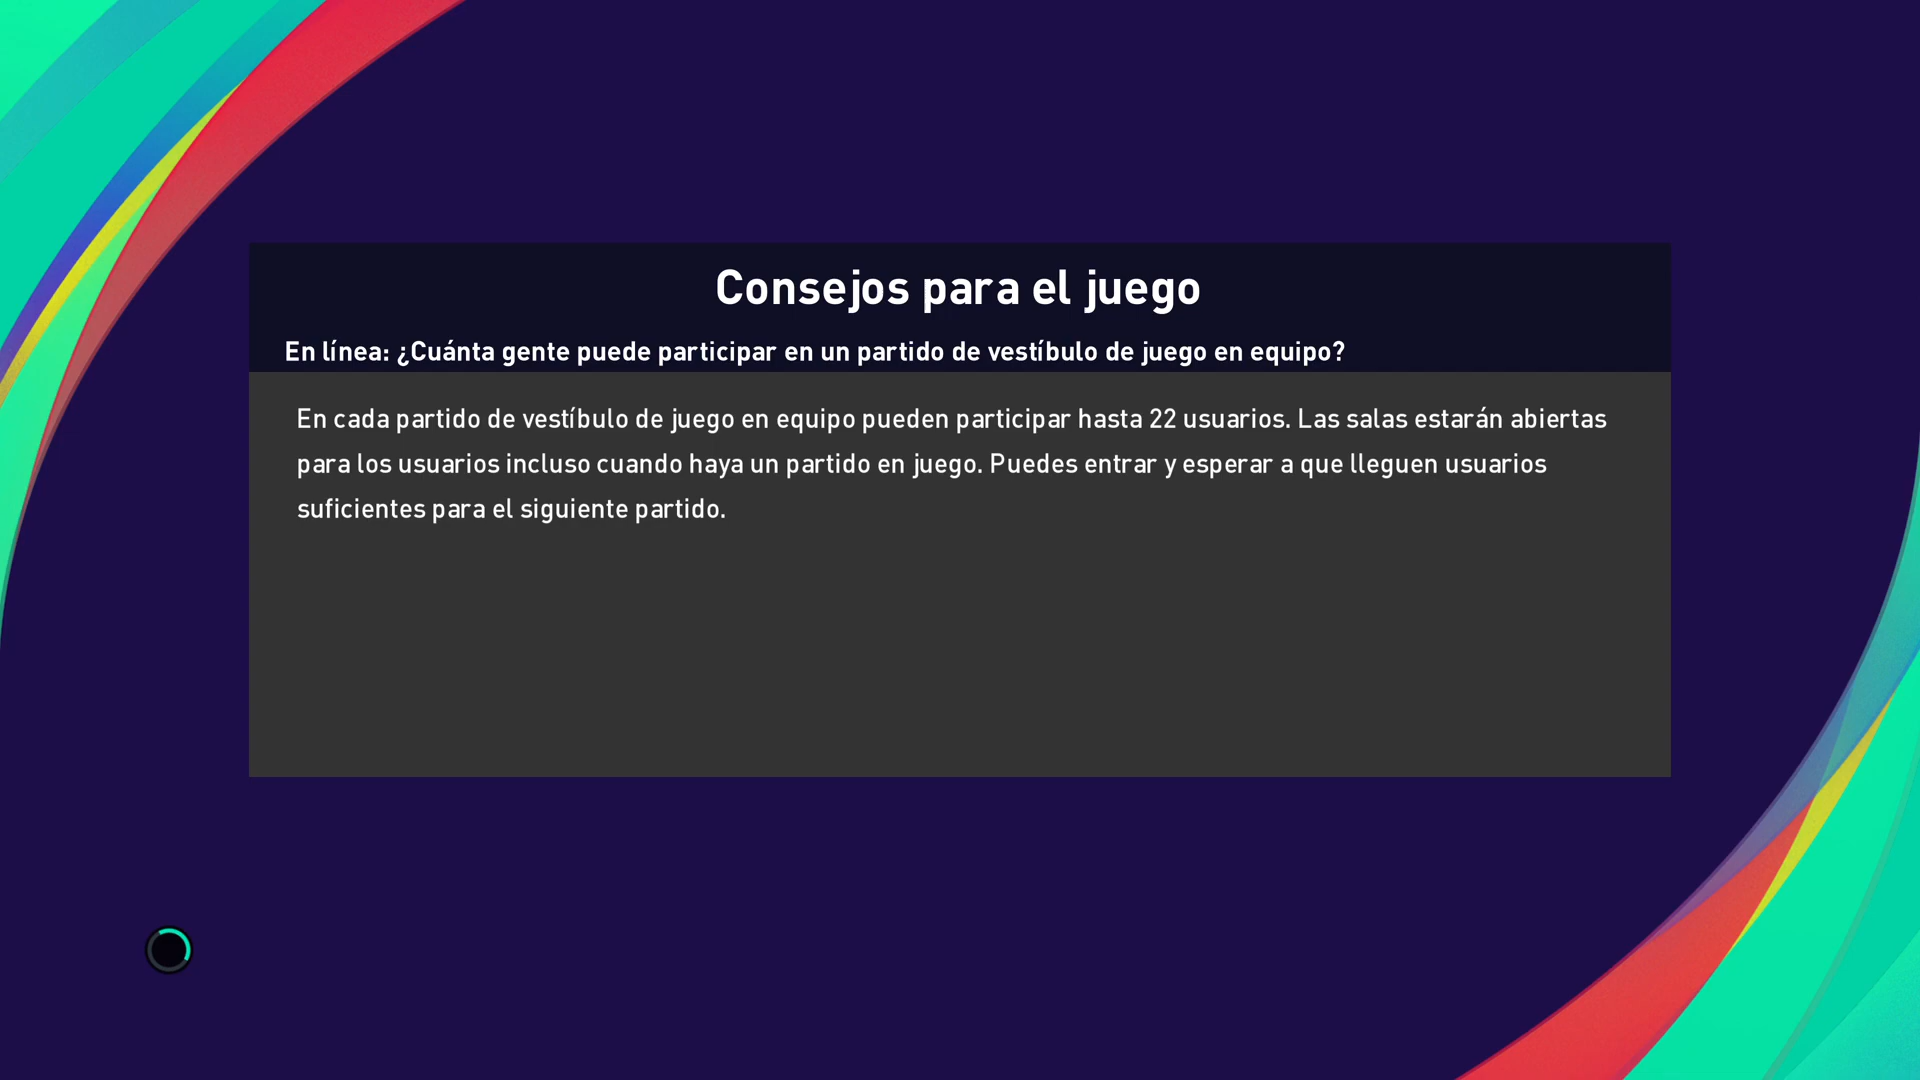 Consejos para el juego
En línea: ¿Cuánta gente puede participar en un partido de vestíbulo de juego en equipo?
En cada partido de vestíbulo de juego en equipo pueden participar hasta 22 usuarios. Las salas estarán abiertas
para los usuarios incluso cuando haya un partido en juego. Puedes entrar y esperar a que lleguen usuarios
suficientes para el siguiente partido.